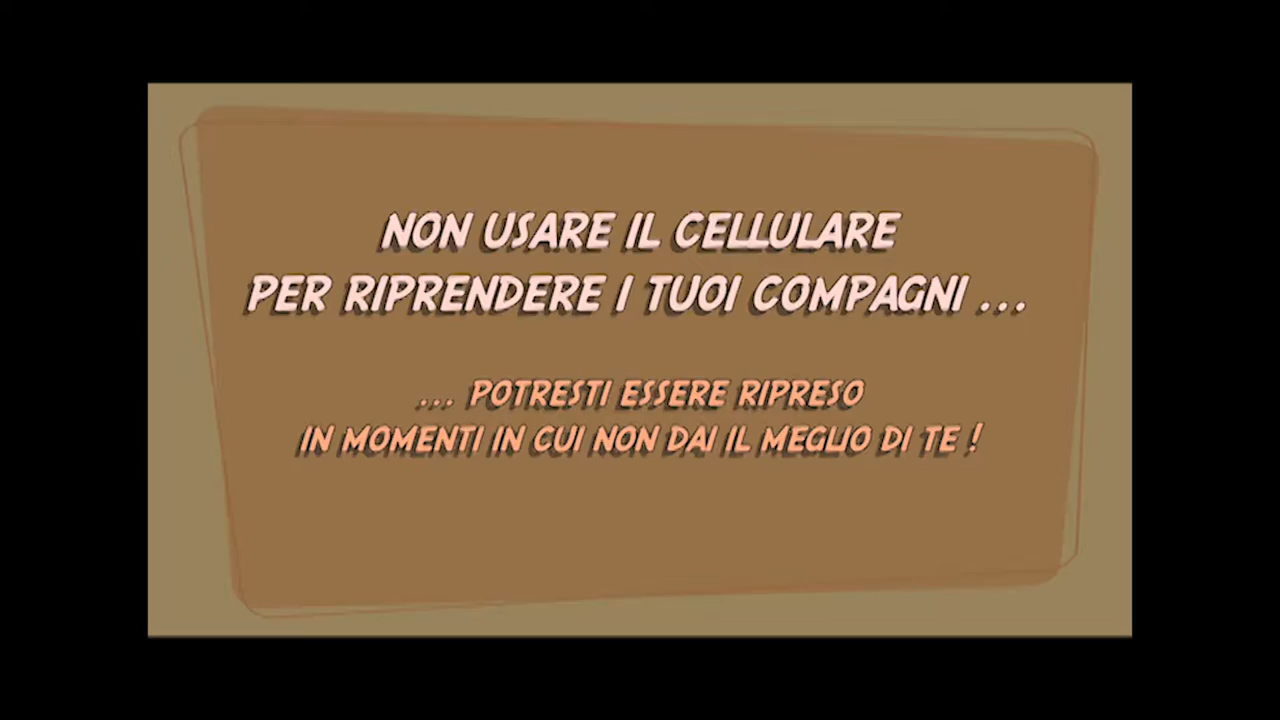 NON USARE IL CELLULARE
PER RIPRENDERE I TUOI COMPAGNI ...
... POTRESTI ESSERE RIPRESO
IN MOMENTI IN CUI NON DAI IL MEGLIO DI TE !